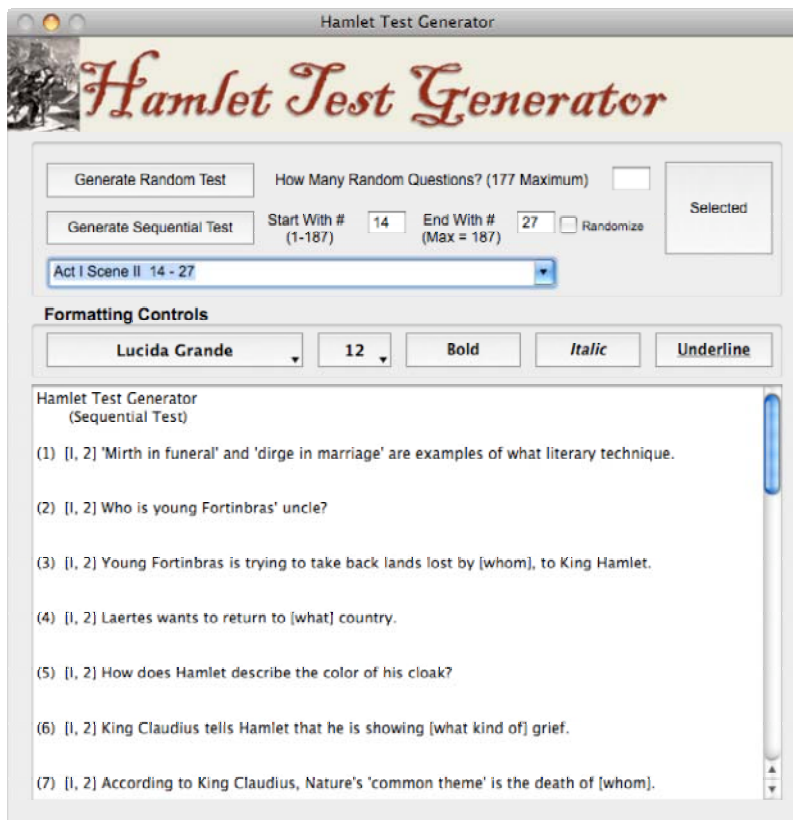 Hamlet Test Generator
Hamlet Test Generator
Generate Random Test How Many Random Questions? (177 Maximum)
Selected
Generate Sequential Test Start With # (1-187) 14 End With # (Max = 187) 27 Randomize
Act I Scene II 14 - 27
Formatting Controls
Lucida Grande 12 Bold Italic Underline
Hamlet Test Generator
(Sequential Test)
(1) [I, 2] 'Mirth in funeral' and 'dirge in marriage' are examples of what literary technique.
(2) [I, 2] Who is young Fortinbras' uncle?
(3) [I, 2] Young Fortinbras is trying to take back lands lost by [whom], to King Hamlet.
(4) [I, 2] Laertes wants to return to [what] country.
(5) [I, 2] How does Hamlet describe the color of his cloak?
(6) [I, 2] King Claudius tells Hamlet that he is showing [what kind of] grief.
(7) [I, 2] According to King Claudius, Nature's 'common theme' is the death of [whom].